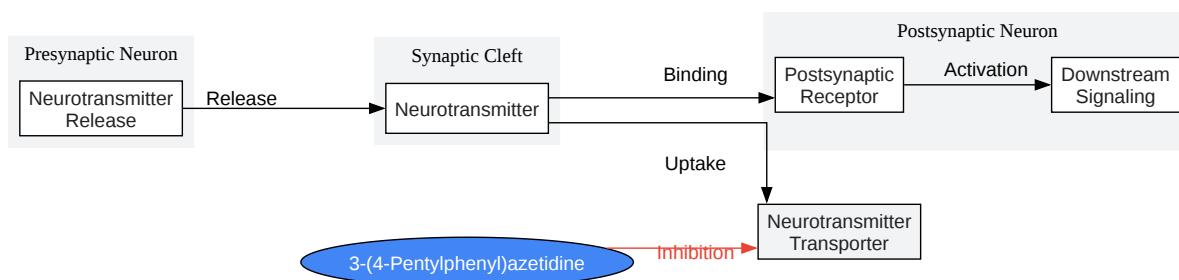 Presynaptic Neuron
Neurotransmitter
Release
Release
Synaptic Cleft
Neurotransmitter
Binding
Uptake
Postsynaptic Neuron
Postsynaptic
Receptor
Activation
Downstream
Signaling
Neurotransmitter
Transporter
Inhibition
3-(4-Pentylphenyl)azetidine